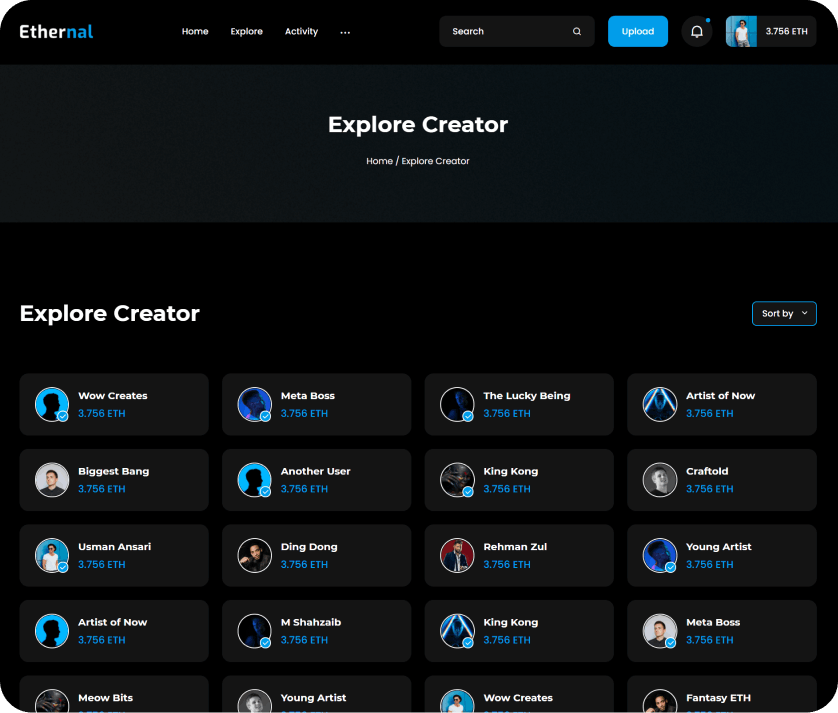 Ethernal Home Explore Activity ... Search Upload 3.756 ETH
Explore Creator
Home / Explore Creator
Explore Creator Sort by
Wow Creates Meta Boss The Lucky Being Artist of Now
3.756 ETH 3.756 ETH 3.756 ETH 3.756 ETH
Biggest Bang Another User King Kong Craftold
3.756 ETH 3.756 ETH 3.756 ETH 3.756 ETH
Usman Ansari Ding Dong Rehman Zul Young Artist
3.756 ETH 3.756 ETH 3.756 ETH 3.756 ETH
Artist of Now M Shahzaib King Kong Meta Boss
3.756 ETH 3.756 ETH 3.756 ETH 3.756 ETH
Meow Bits Young Artist Wow Creates Fantasy ETH